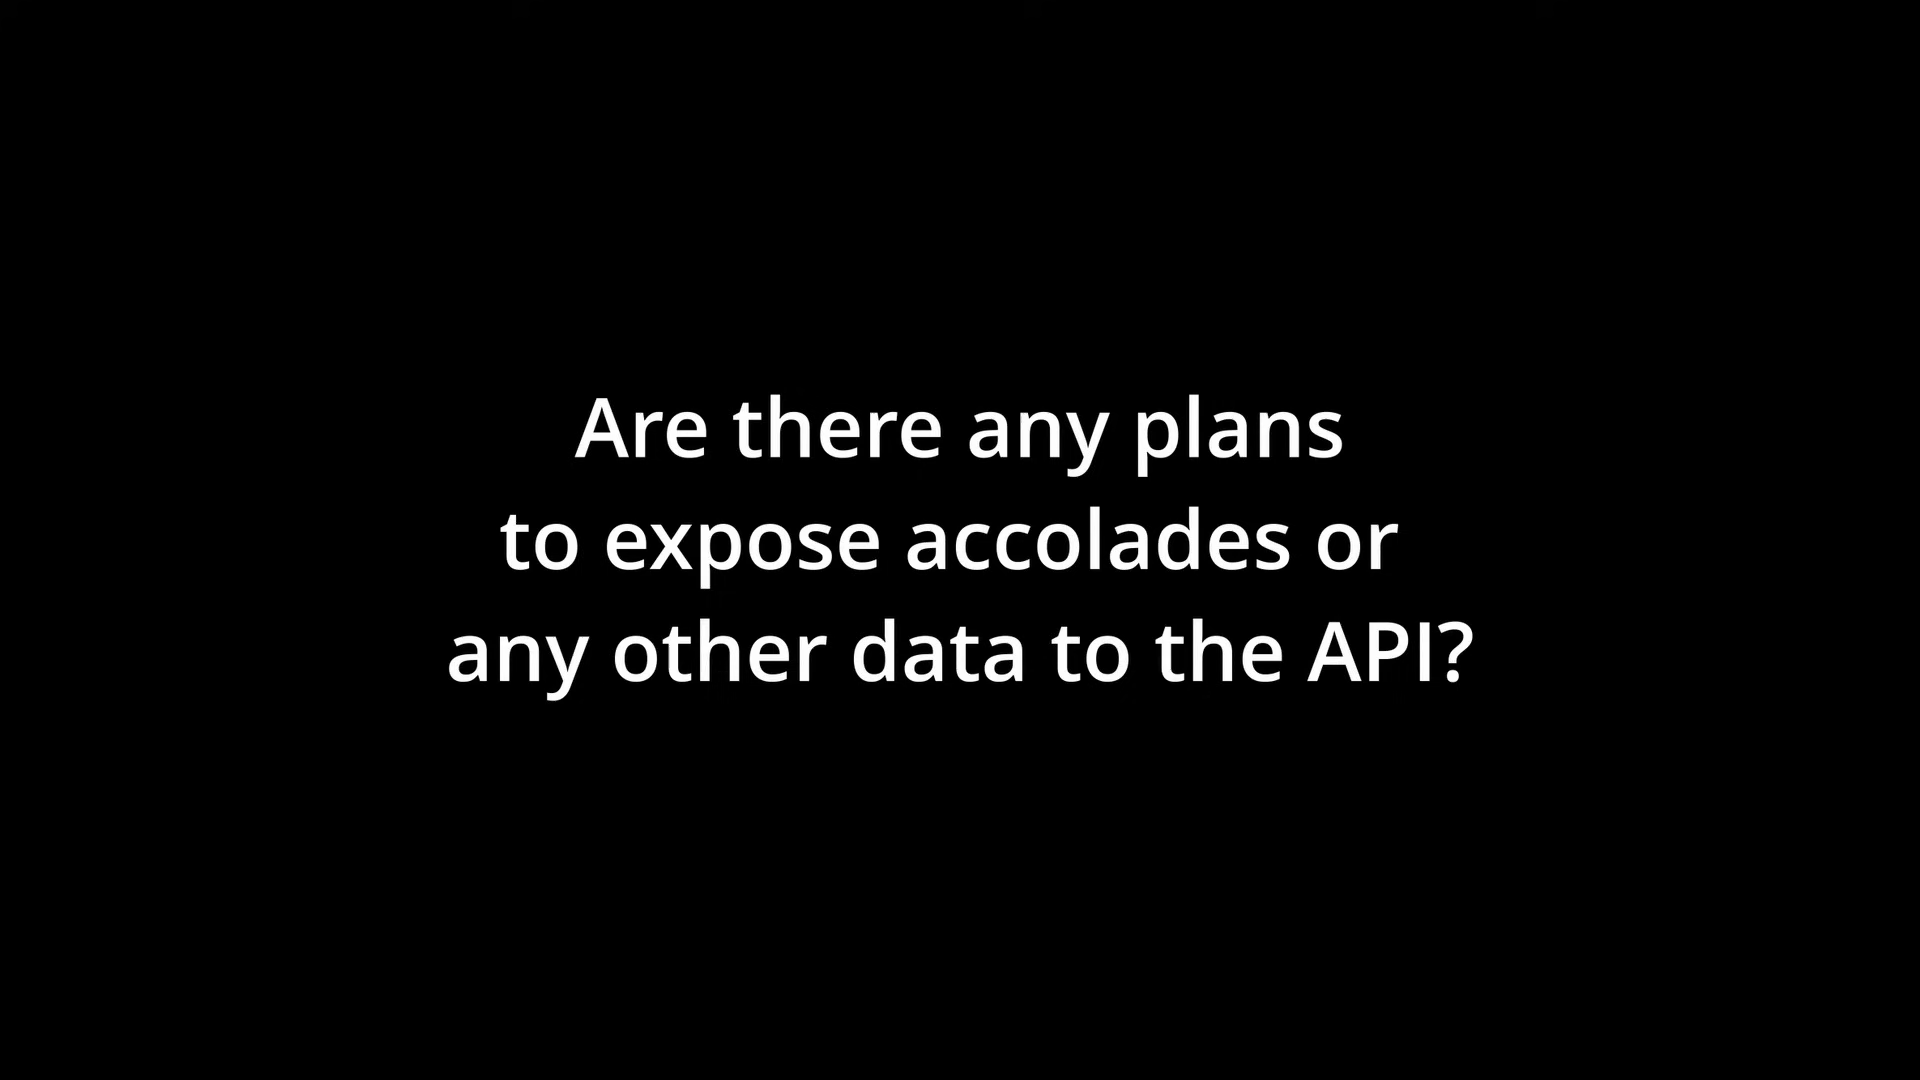 Are there any plans
to expose accolades or
any other data to the API?